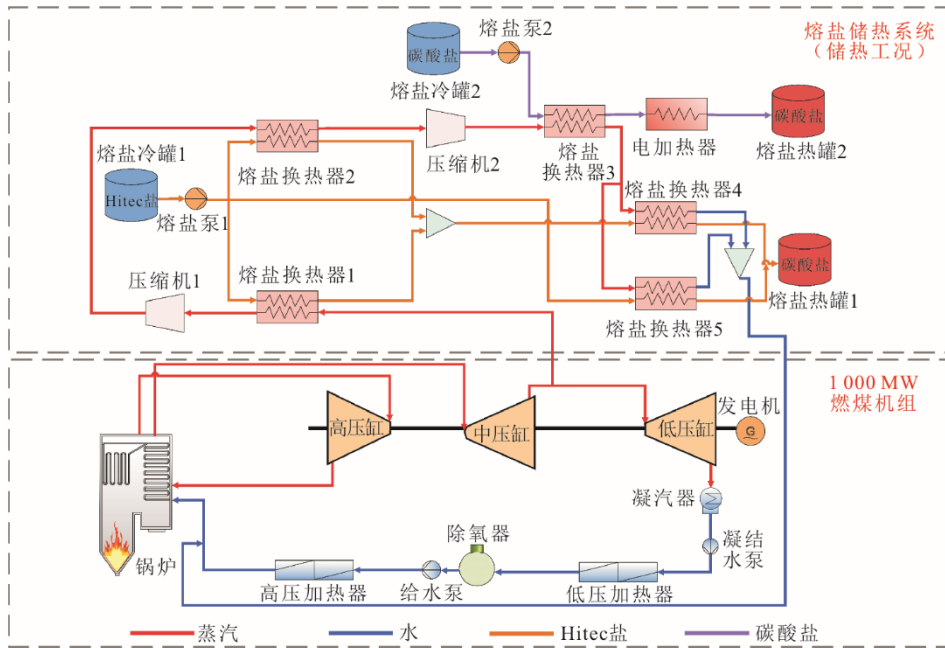 熔盐储热系统
（储热工况）
熔盐泵2
碳酸盐
熔盐冷罐2
碳酸盐
熔盐热罐2
电加热器
熔盐
换热器3
压缩机2
熔盐换热器2
熔盐冷罐1
Hitec盐
熔盐泵1
熔盐换热器4
碳酸盐
熔盐热罐1
熔盐换热器1
压缩机1
熔盐换热器5
1 000 MW
燃煤机组
高压缸
中压缸
低压缸
发电机
G
凝汽器
凝结
水泵
除氧器
锅炉
高压加热器
给水泵
低压加热器
蒸汽
水
Hitec盐
碳酸盐